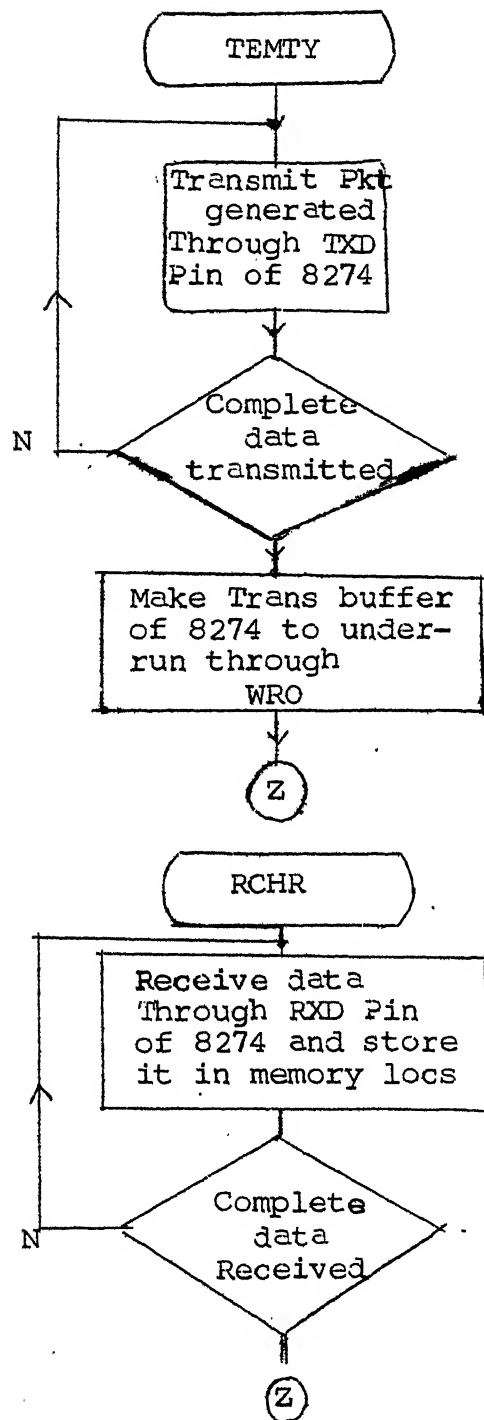 TEMTY
Transmit Pkt
generated
Through TXD
Pin of 8274
Complete
data
transmitted
N
Make Trans buffer
of 8274 to under-
run through
WRO
Z
RCHR
Receive data
Through RXD Pin
of 8274 and store
it in memory locs
Complete
data
Received
N
Z